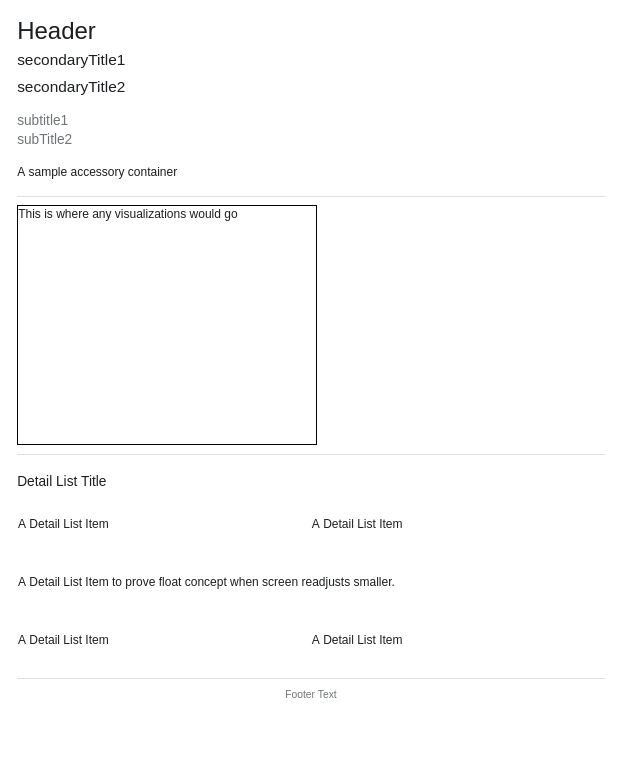 Header
secondaryTitle1
secondaryTitle2
subtitle1
subTitle2
A sample accessory container
This is where any visualizations would go
Detail List Title
A Detail List Item
A Detail List Item
A Detail List Item to prove float concept when screen readjusts smaller.
A Detail List Item
A Detail List Item
Footer Text